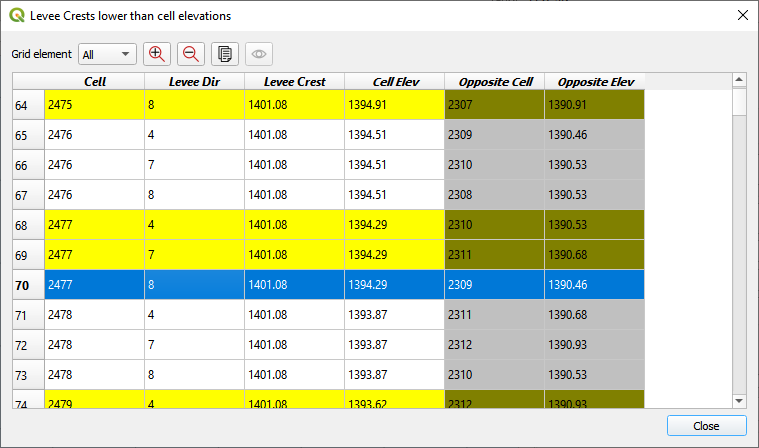 Levee Crests lower than cell elevations
Grid element All
Cell Levee Dir Levee Crest Cell Elev Opposite Cell Opposite Elev
64 2475 8 1401.08 1394.91 2307 1390.91
65 2476 4 1401.08 1394.51 2309 1390.46
66 2476 7 1401.08 1394.51 2310 1390.53
67 2476 8 1401.08 1394.51 2308 1390.53
68 2477 4 1401.08 1394.29 2310 1390.53
69 2477 7 1401.08 1394.29 2311 1390.68
70 2477 8 1401.08 1394.29 2309 1390.46
71 2478 4 1401.08 1393.87 2311 1390.68
72 2478 7 1401.08 1393.87 2312 1390.93
73 2478 8 1401.08 1393.87 2310 1390.53
74 2479 4 1401.08 1393.62 2312 1390.93
Close